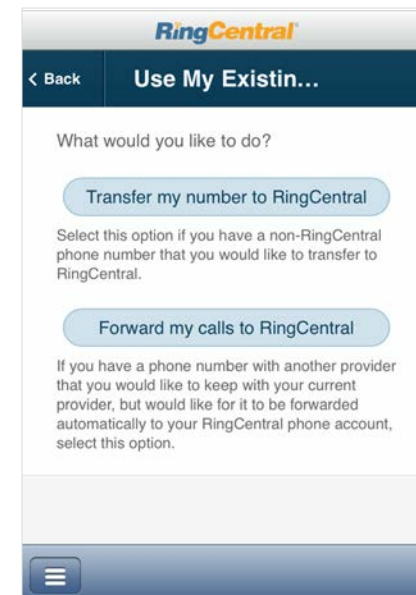 RingCentral
< Back
Use My Existin...
What would you like to do?
Transfer my number to RingCentral
Select this option if you have a non-RingCentral
phone number that you would like to transfer to
RingCentral.
Forward my calls to RingCentral
If you have a phone number with another provider
that you would like to keep with your current
provider, but would like for it to be forwarded
automatically to your RingCentral phone account,
select this option.